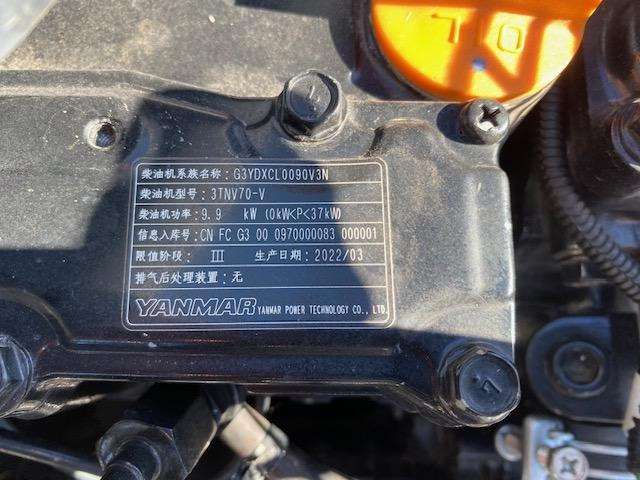 OIL
柴油机系族名称: G3YDXCL0090V3N
柴油机型号: 3TNV70-V
柴油机功率: 9.9 kW (0kW<P<37kW)
信息入库号: CN FC G3 00 0970000083 000001
限值阶段: III 生产日期: 2022/03
排气后处理装置: 无
YANMAR YANMAR POWER TECHNOLOGY CO., LTD.